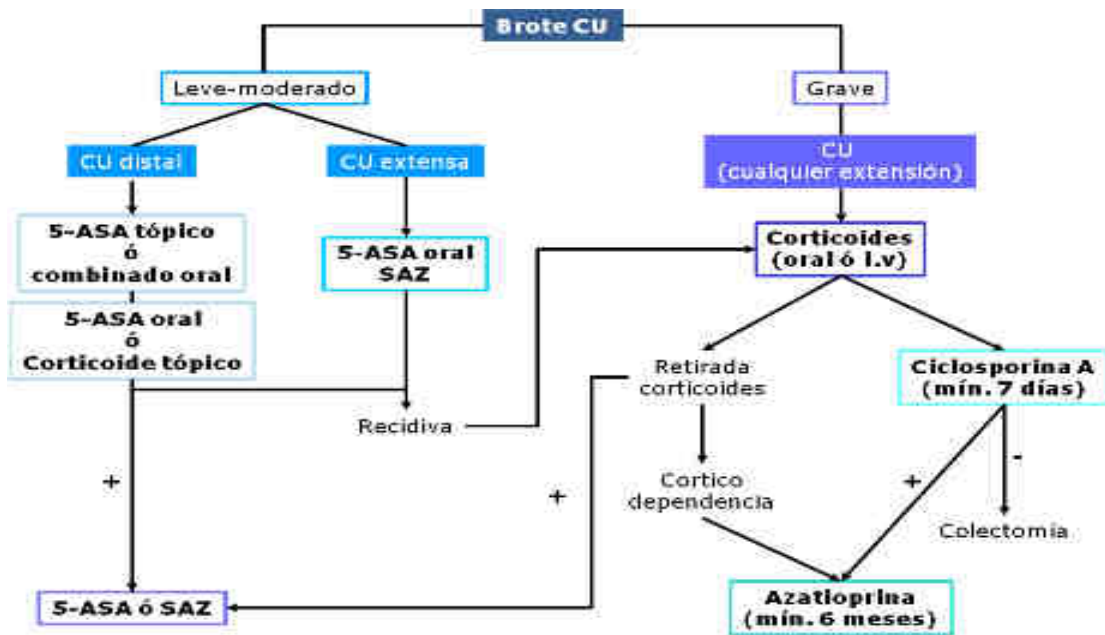 Brote CU
Leve-moderado
Grave
CU distal
CU extensa
CU
(cualquier extensión)
5-ASA tópico
ó
combinado oral
5-ASA oral
SAZ
Corticoides
(oral ó i.v)
5-ASA oral
ó
Corticoide tópico
Retirada
corticoides
Ciclosporina A
(mín. 7 días)
Recidiva
+
+
Cortico
dependencia
+
-
Colectomía
5-ASA ó SAZ
Azatioprina
(mín. 6 meses)